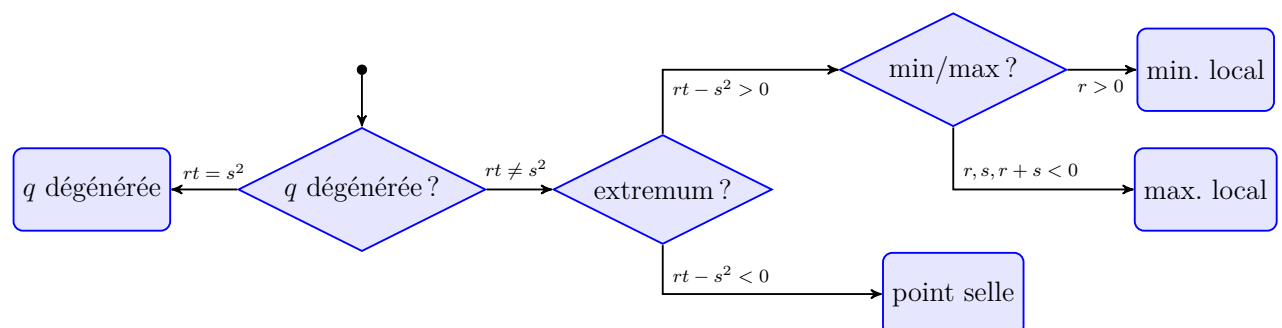 min/max ?
min. local
rt − s² > 0
r > 0
q dégénérée
rt = s²
q dégénérée ?
rt ≠ s²
extremum ?
r, s, r + s < 0
max. local
rt − s² < 0
point selle